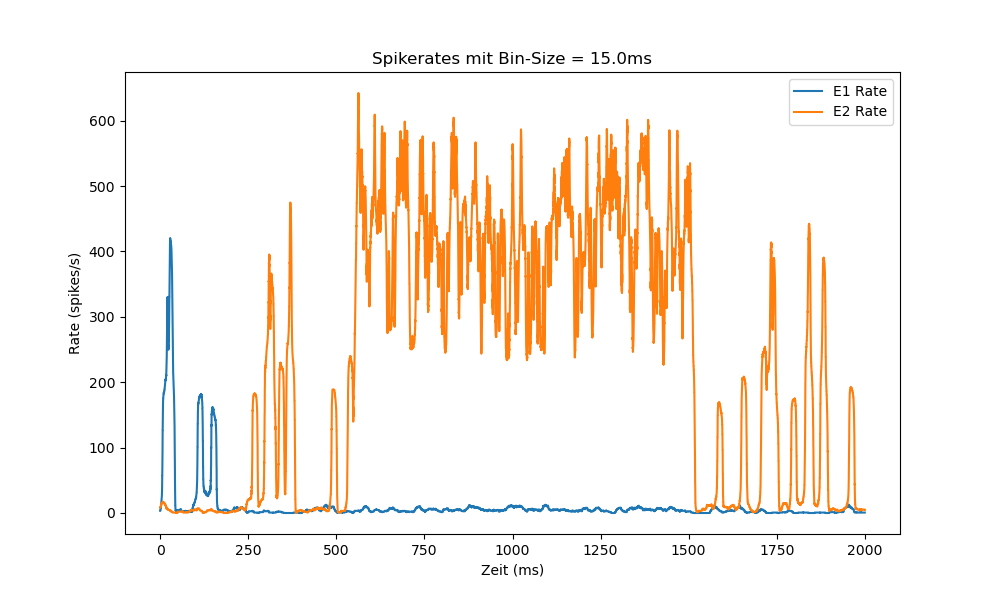 Spikerates mit Bin-Size = 15.0ms
E1 Rate
E2 Rate
Rate (spikes/s)
600
500
400
300
200
100
0
0 250 500 750 1000 1250 1500 1750 2000
Zeit (ms)